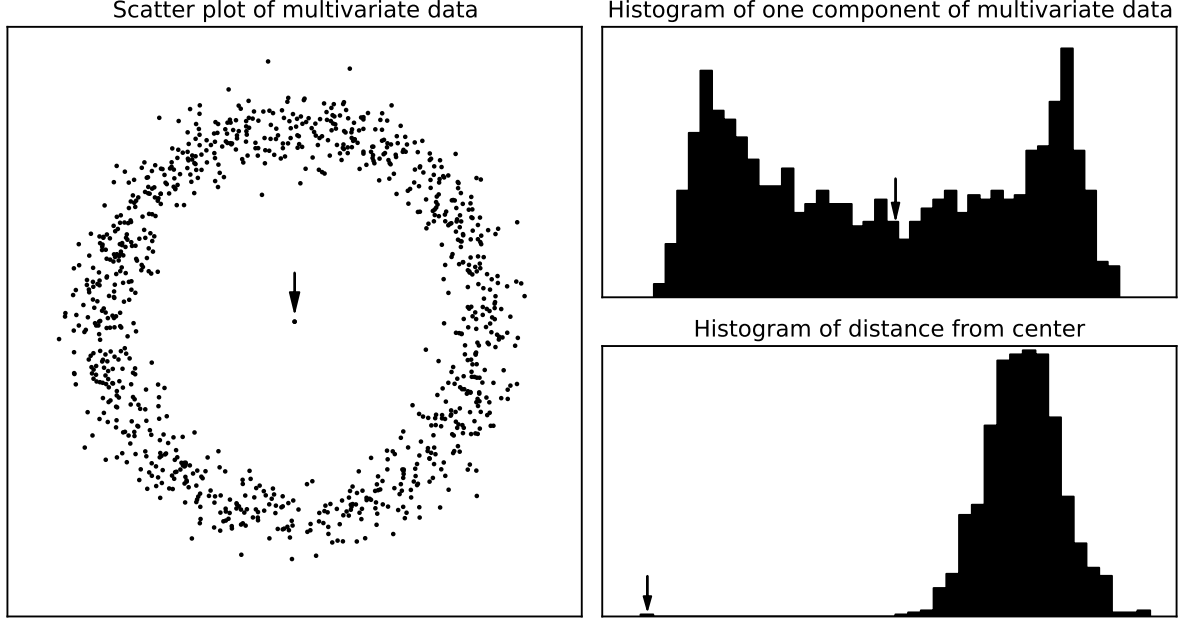 Scatter plot of multivariate data
Histogram of one component of multivariate data
Histogram of distance from center